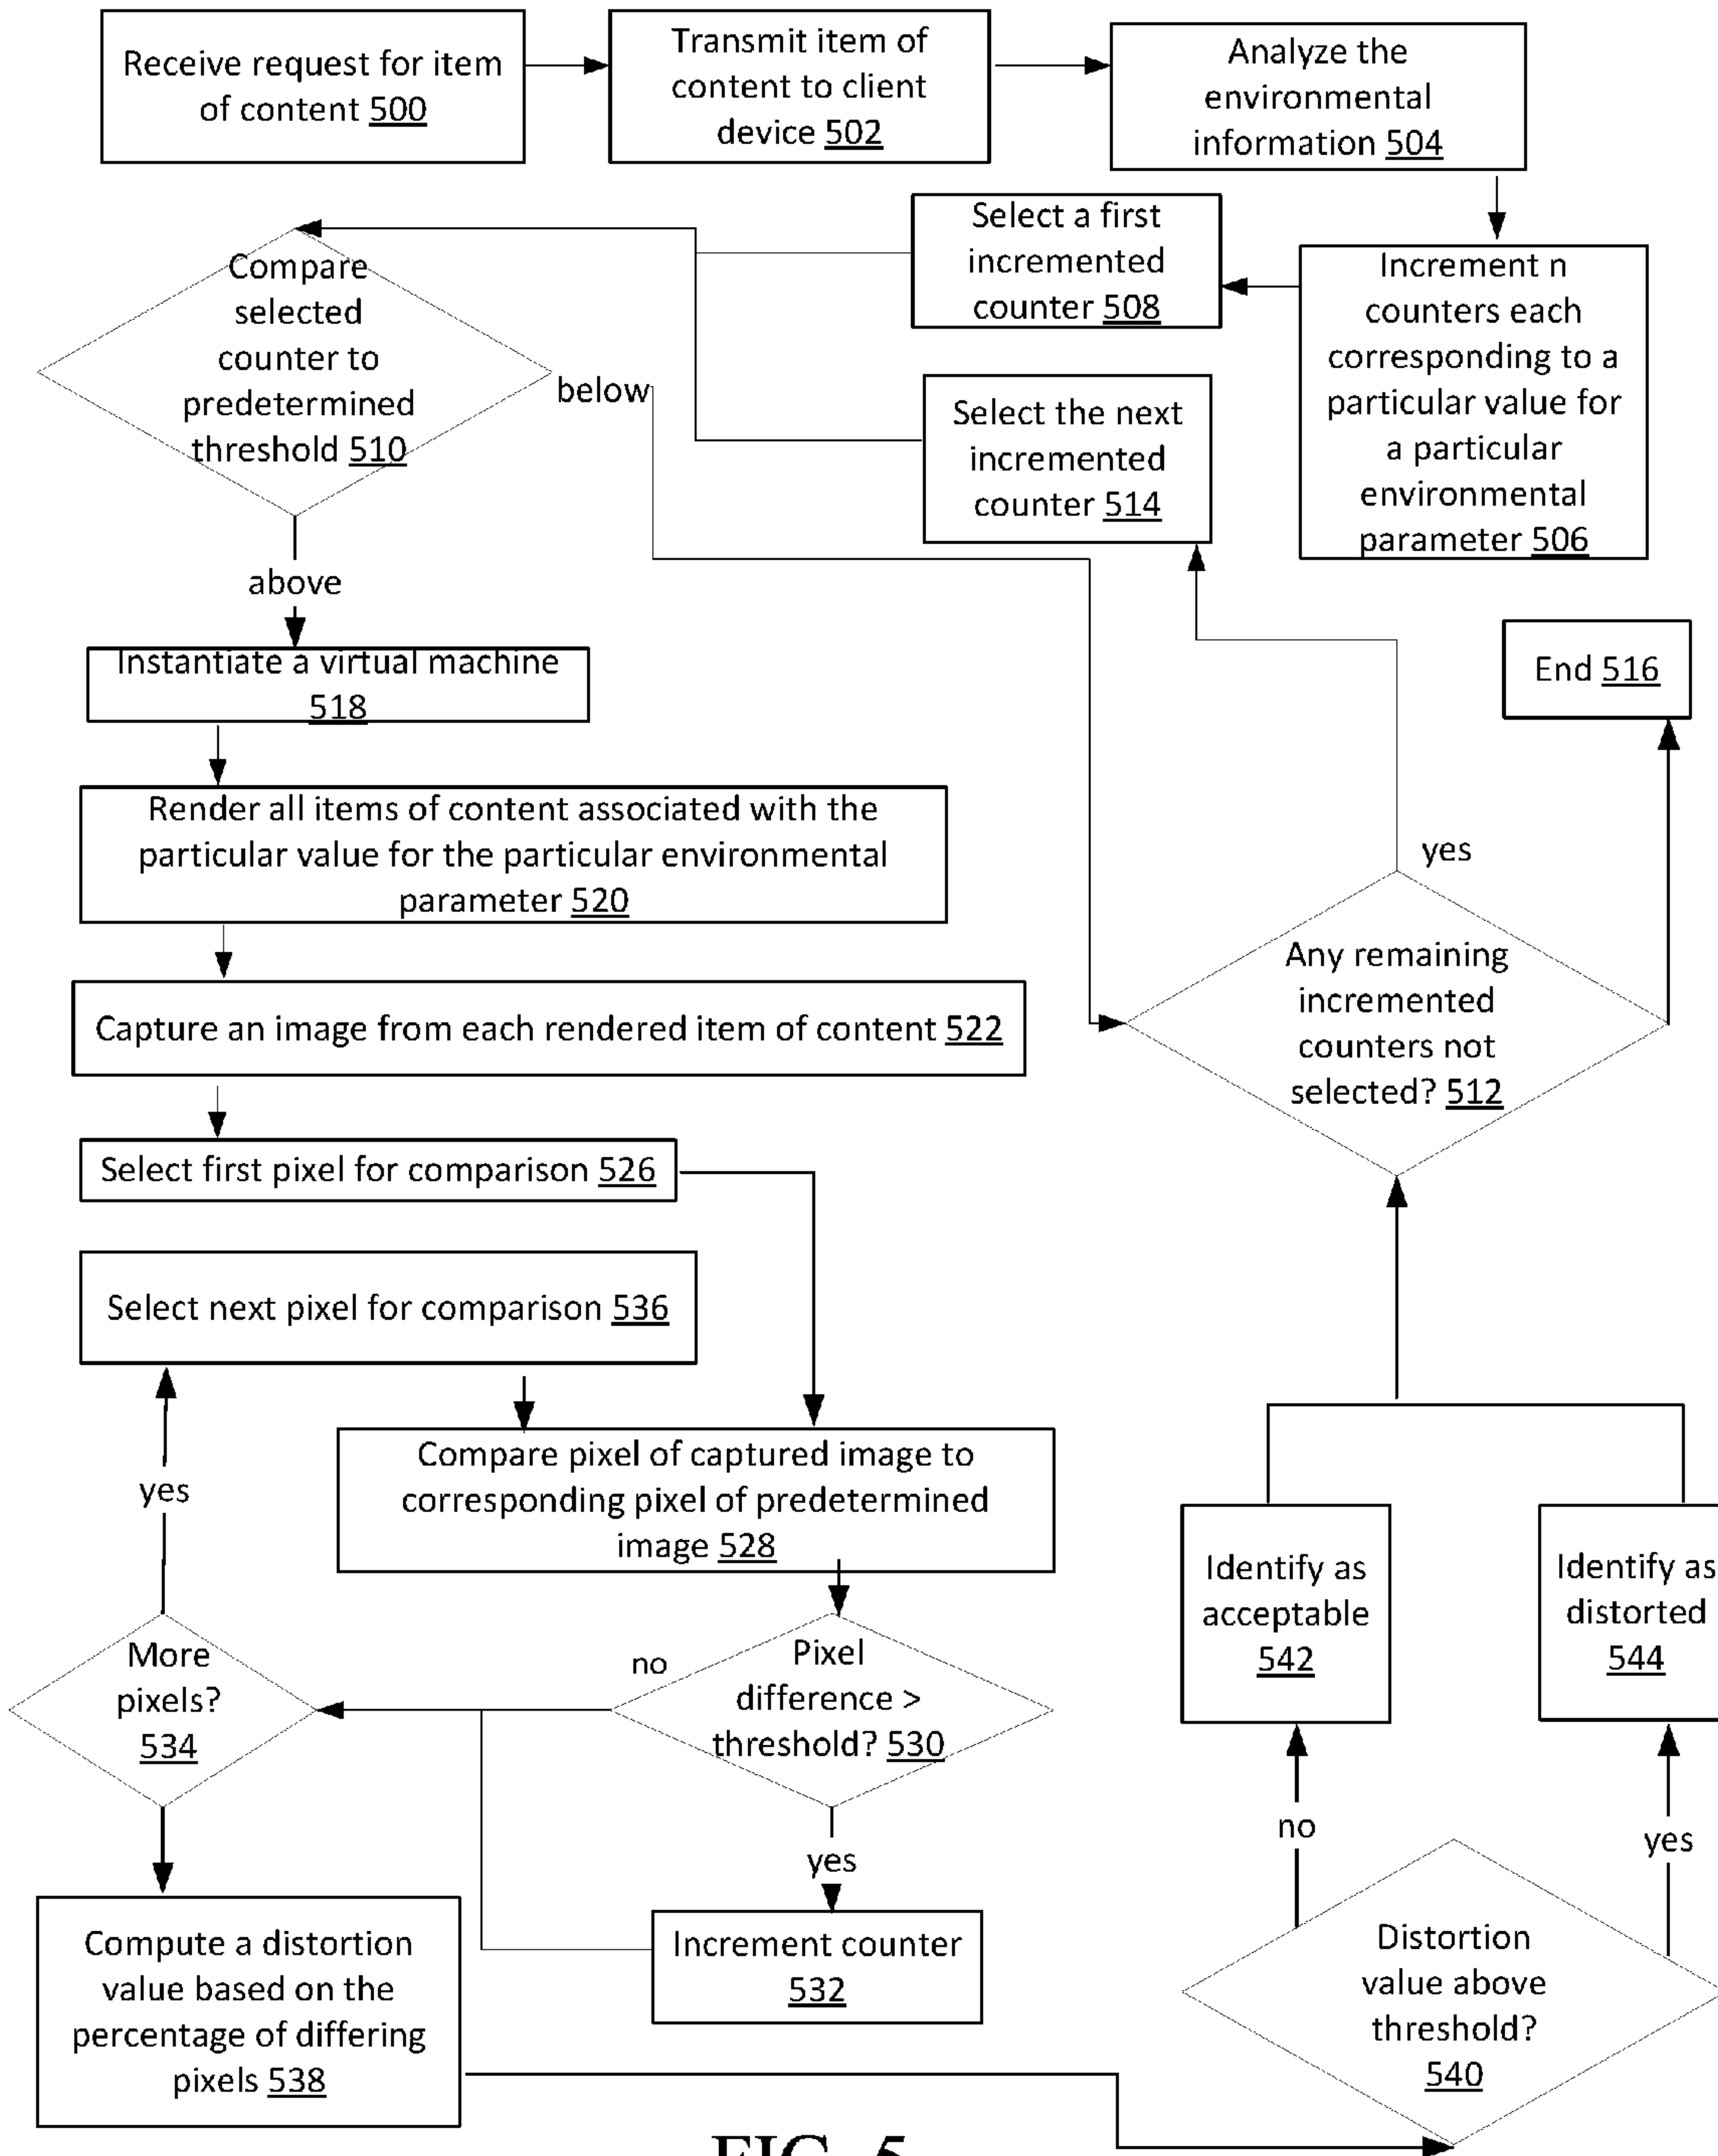 Receive request for item
of content 500
Transmit item of
content to client
device 502
Analyze the
environmental
information 504
Select a first
incremented
counter 508
Increment n
counters each
corresponding to a
particular value for
a particular
environmental
parameter 506
Compare
selected
counter to
predetermined
threshold 510
below
Select the next
incremented
counter 514
above
End 516
Instantiate a virtual machine
518
Render all items of content associated with the
particular value for the particular environmental
parameter 520
yes
Any remaining
incremented
counters not
selected? 512
Capture an image from each rendered item of content 522
Select first pixel for comparison 526
Select next pixel for comparison 536
yes
Compare pixel of captured image to
corresponding pixel of predetermined
image 528
Identify as
acceptable
542
Identify as
distorted
544
More
pixels?
534
no
Pixel
difference >
threshold? 530
yes
no
yes
Compute a distortion
value based on the
percentage of differing
pixels 538
Increment counter
532
Distortion
value above
threshold?
540
FIG. 5